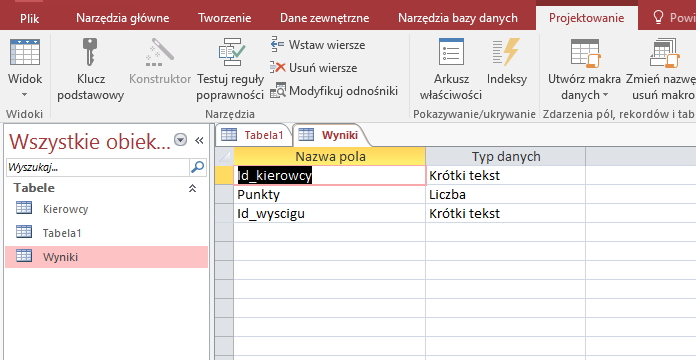 Plik Narzędzia główne Tworzenie Dane zewnętrzne Narzędzia bazy danych Projektowanie Powi
Widok
Klucz podstawowy
Konstruktor
Testuj reguły poprawności
Wstaw wiersze
Usuń wiersze
Modyfikuj odnośniki
Arkusz właściwości
Indeksy
Utwórz makra danych
Zmień nazwę usuń makro
Widoki Narzędzia Pokazywanie/ukrywanie Zdarzenia pól, rekordów i tab
Wszystkie obiek...
Wyszukaj...
Tabele
Kierowcy
Tabela1
Wyniki
Tabela1 Wyniki
Nazwa pola Typ danych
Id_kierowcy Krótki tekst
Punkty Liczba
Id_wyscigu Krótki tekst